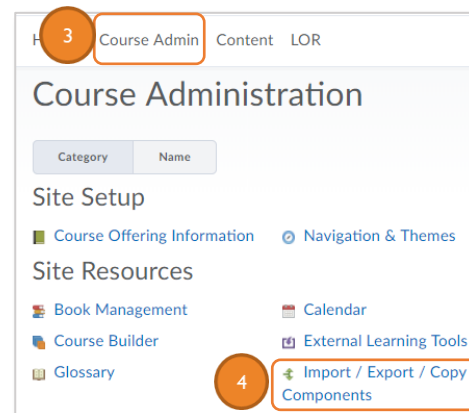 H 3 Course Admin Content LOR
Course Administration
Category Name
Site Setup
Course Offering Information Navigation & Themes
Site Resources
Book Management Calendar
Course Builder External Learning Tools
Glossary 4 Import / Export / Copy
Components